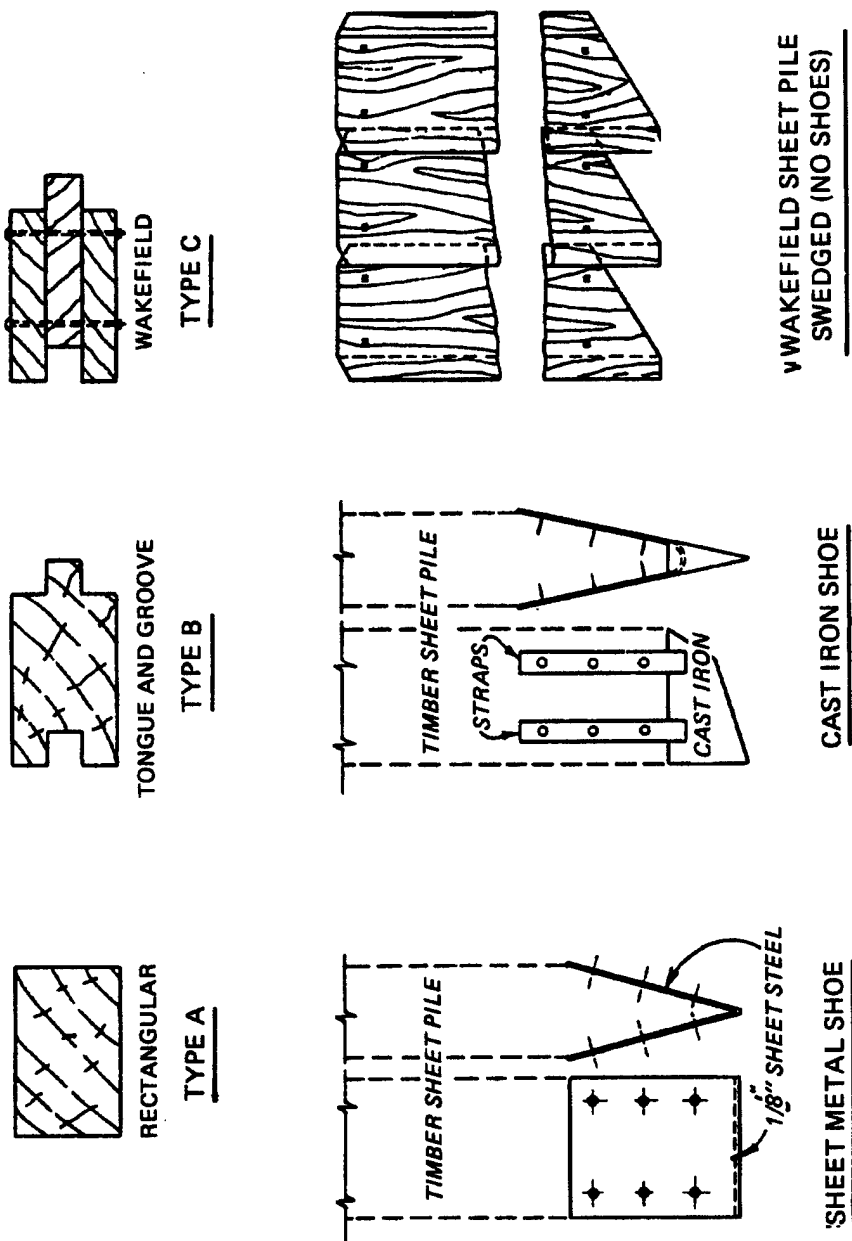 RECTANGULAR
TYPE A
TONGUE AND GROOVE
TYPE B
WAKEFIELD
TYPE C
TIMBER SHEET PILE
1/8" SHEET STEEL
SHEET METAL SHOE
TIMBER SHEET PILE
STRAPS
CAST IRON
CAST IRON SHOE
WAKEFIELD SHEET PILE
SWEDGED (NO SHOES)